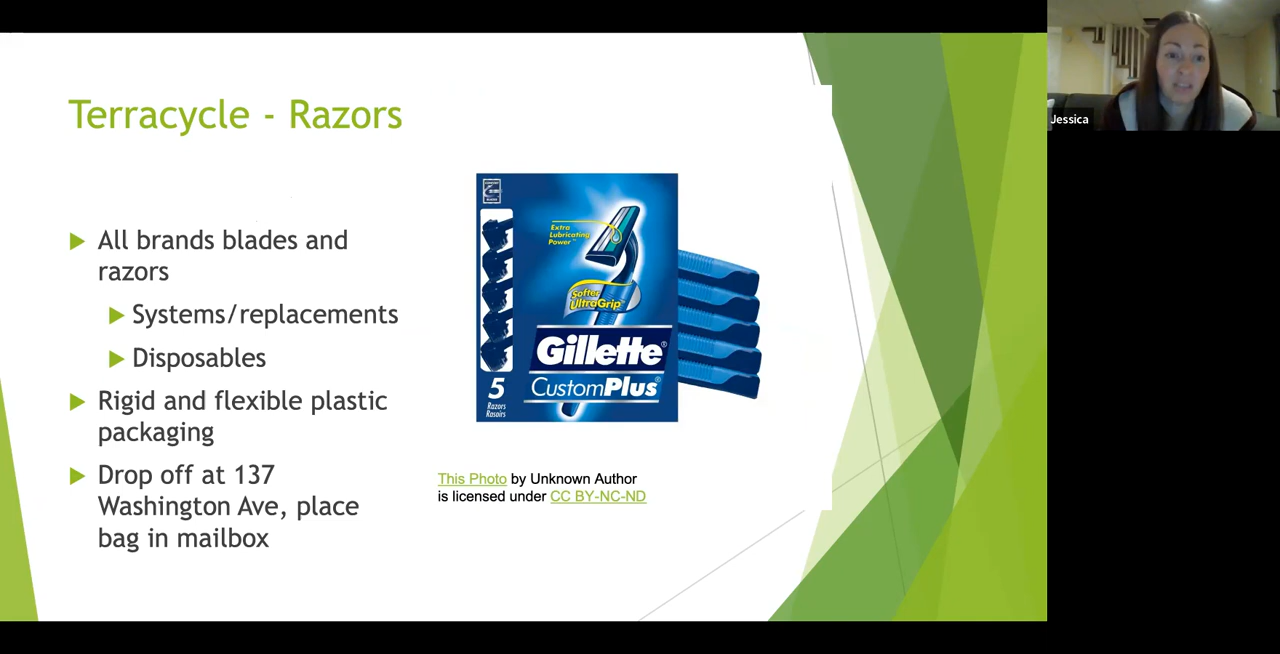 Terracycle - Razors
All brands blades and
razors
Systems/replacements
Disposables
Rigid and flexible plastic
packaging
Drop off at 137
Washington Ave, place
bag in mailbox
Extra
Lubricating
Power™
Softer
UltraGrip™
Gillette®
CustomPlus®
5
Razors
Rasoirs
This Photo by Unknown Author
is licensed under CC BY-NC-ND
Jessica